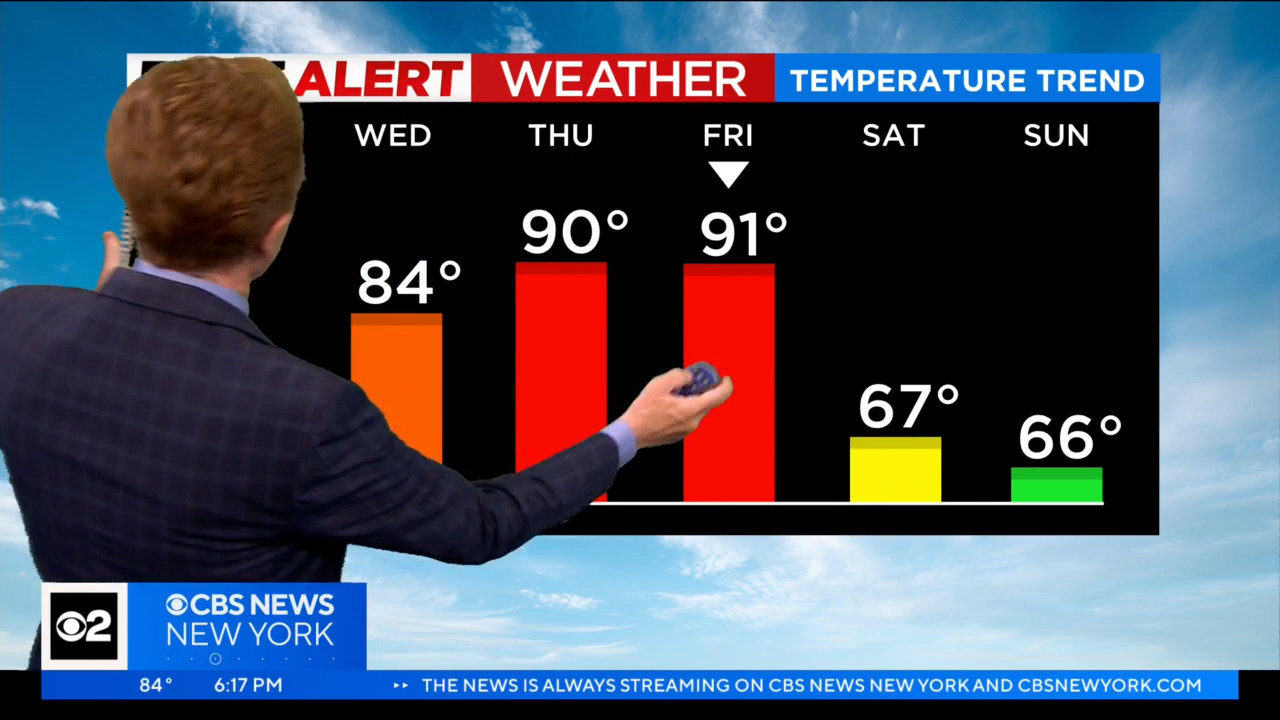 ALERT WEATHER TEMPERATURE TREND
WED THU FRI SAT SUN
84° 90° 91° 67° 66°
2 CBS NEWS
NEW YORK
84° 6:17 PM THE NEWS IS ALWAYS STREAMING ON CBS NEWS NEW YORK AND CBSNEWYORK.COM